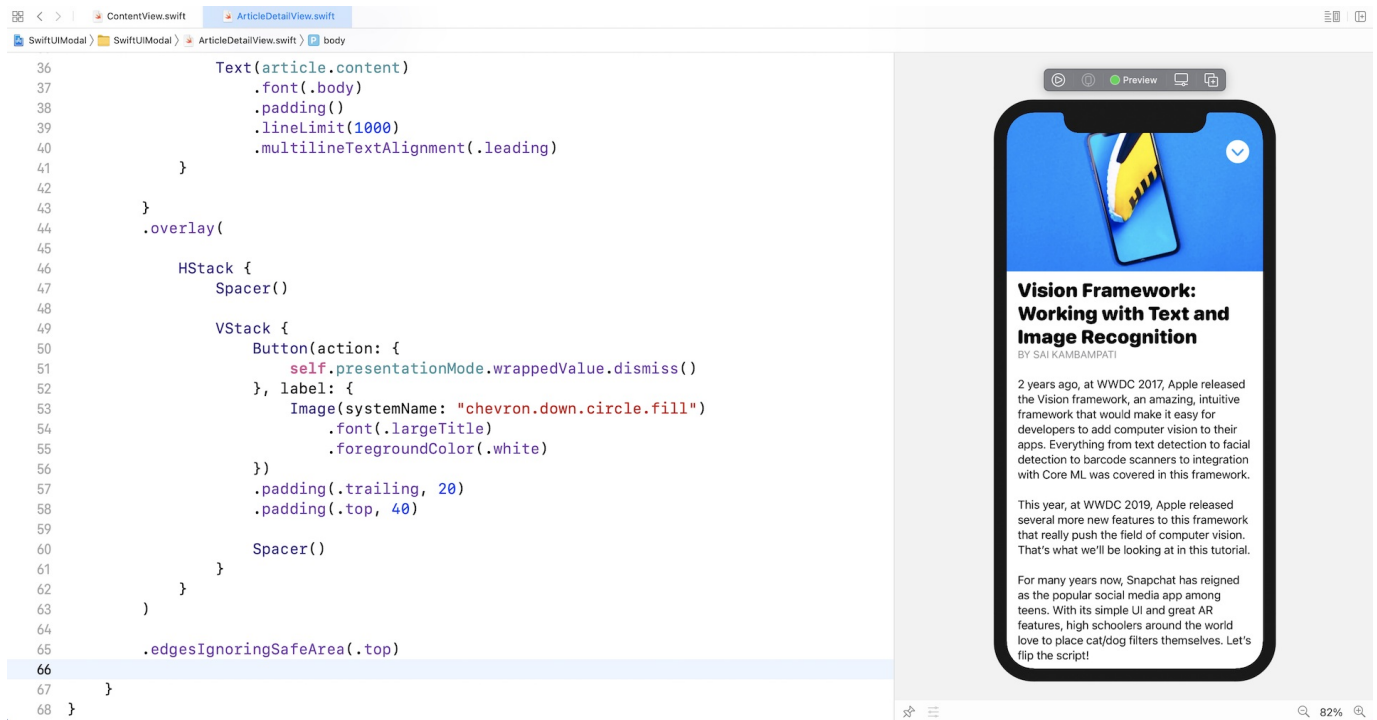 ContentView.swift
ArticleDetailView.swift
SwiftUIModal 〉 SwiftUIModal 〉 ArticleDetailView.swift 〉 P body
36 Text(article.content)
37 .font(.body)
38 .padding()
39 .lineLimit(1000)
40 .multilineTextAlignment(.leading)
41 }
42
43 }
44 .overlay(
45
46 HStack {
47 Spacer()
48
49 VStack {
50 Button(action: {
51 self.presentationMode.wrappedValue.dismiss()
52 }, label: {
53 Image(systemName: "chevron.down.circle.fill")
54 .font(.largeTitle)
55 .foregroundColor(.white)
56 })
57 .padding(.trailing, 20)
58 .padding(.top, 40)
59
60 Spacer()
61 }
62 }
63 )
64
65 .edgesIgnoringSafeArea(.top)
66
67 }
68 }
Preview
Vision Framework:
Working with Text and
Image Recognition
BY SAI KAMBAMPATI
2 years ago, at WWDC 2017, Apple released
the Vision framework, an amazing, intuitive
framework that would make it easy for
developers to add computer vision to their
apps. Everything from text detection to facial
detection to barcode scanners to integration
with Core ML was covered in this framework.
This year, at WWDC 2019, Apple released
several more new features to this framework
that really push the field of computer vision.
That's what we'll be looking at in this tutorial.
For many years now, Snapchat has reigned
as the popular social media app among
teens. With its simple UI and great AR
features, high schoolers around the world
love to place cat/dog filters themselves. Let's
flip the script!
82%